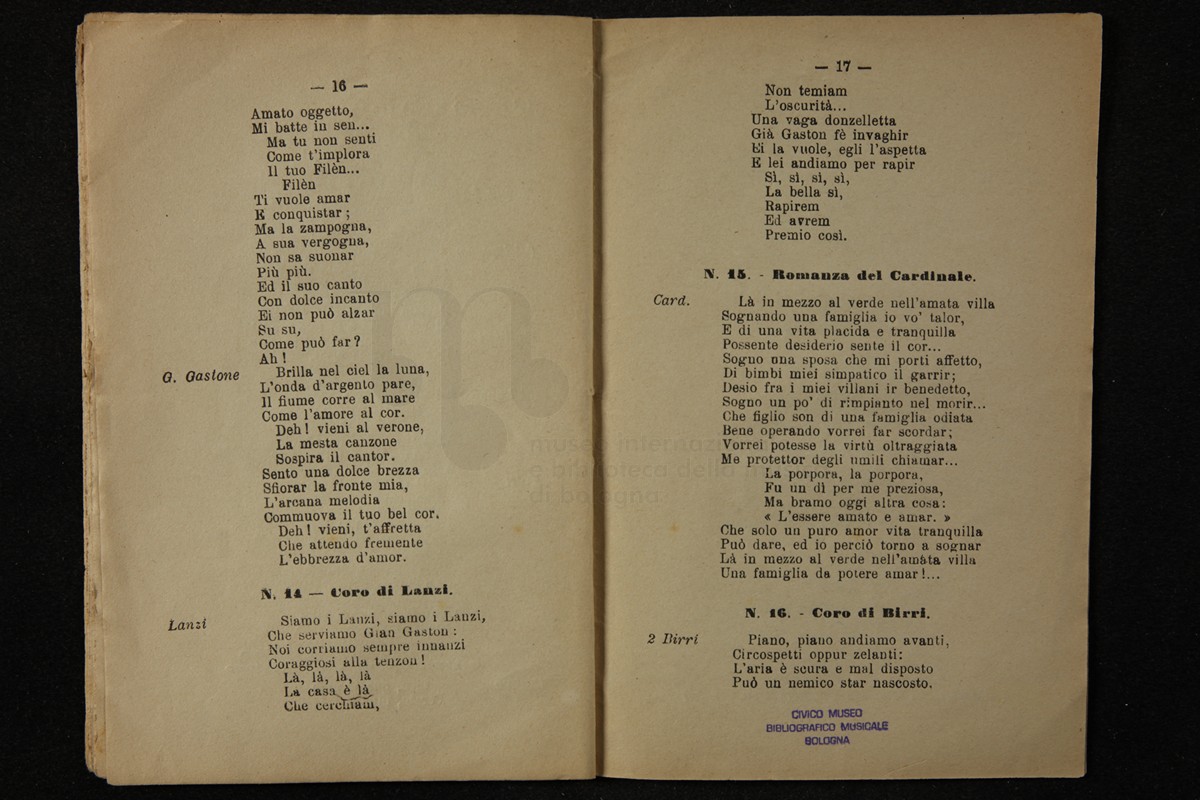 — 16 —
Amato oggetto,
Mi batte in sen...
Ma tu non senti
Come t'implora
Il tuo Filèn...
Filèn
Ti vuole amar
E conquistar;
Ma la zampogna,
A sua vergogna,
Non sa suonar
Più più.
Ed il suo canto
Con dolce incanto
Ei non può alzar
Su su,
Come può far?
Ah!
G. Gastone Brilla nel ciel la luna,
L'onda d'argento pare,
Il fiume corre al mare
Come l'amore al cor.
Deh! vieni al verone,
La mesta canzone
Sospira il cantor.
Sento una dolce brezza
Sfiorar la fronte mia,
L'arcana melodia
Commuova il tuo bel cor.
Deh! vieni, t'affretta
Che attendo fremente
L'ebbrezza d'amor.
N. 14 — Coro di Lanzi.
Lanzi Siamo i Lanzi, siamo i Lanzi,
Che serviamo Gian Gaston:
Noi corriamo sempre innanzi
Coraggiosi alla tenzon!
Là, là, là, là
La casa è là
Che cerchiam,
— 17 —
Non temiam
L'oscurità...
Una vaga donzelletta
Già Gaston fè invaghir
Ei la vuole, egli l'aspetta
E lei andiamo per rapir
Sì, sì, sì, sì,
La bella sì,
Rapirem
Ed avrem
Premio così.
N. 15. - Romanza del Cardinale.
Card. Là in mezzo al verde nell'amata villa
Sognando una famiglia io vo' talor,
E di una vita placida e tranquilla
Possente desiderio sente il cor...
Sogno una sposa che mi porti affetto,
Di bimbi miei simpatico il garrir;
Desio fra i miei villani ir benedetto,
Sogno un po' di rimpianto nel morir...
Che figlio son di una famiglia odiata
Bene operando vorrei far scordar;
Vorrei potesse la virtù oltraggiata
Me protettor degli umili chiamar...
La porpora, la porpora,
Fu un dì per me preziosa,
Ma bramo oggi altra cosa:
« L'essere amato e amar. »
Che solo un puro amor vita tranquilla
Può dare, ed io perciò torno a sognar
Là in mezzo al verde nell'amàta villa
Una famiglia da potere amar!...
N. 16. - Coro di Birri.
2 Birri Piano, piano andiamo avanti,
Circospetti oppur zelanti:
L'aria è scura e mal disposto
Può un nemico star nascosto.
CIVICO MUSEO
BIBLIOGRAFICO MUSICALE
BOLOGNA
museo internaz
e biblioteca della
di bologna